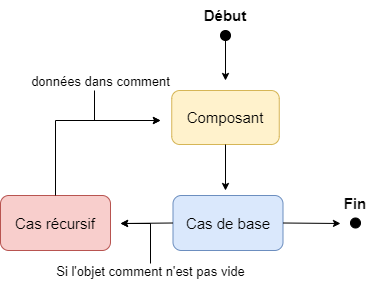 Début
données dans comment
Composant
Cas récursif
Cas de base
Fin
Si l'objet comment n'est pas vide